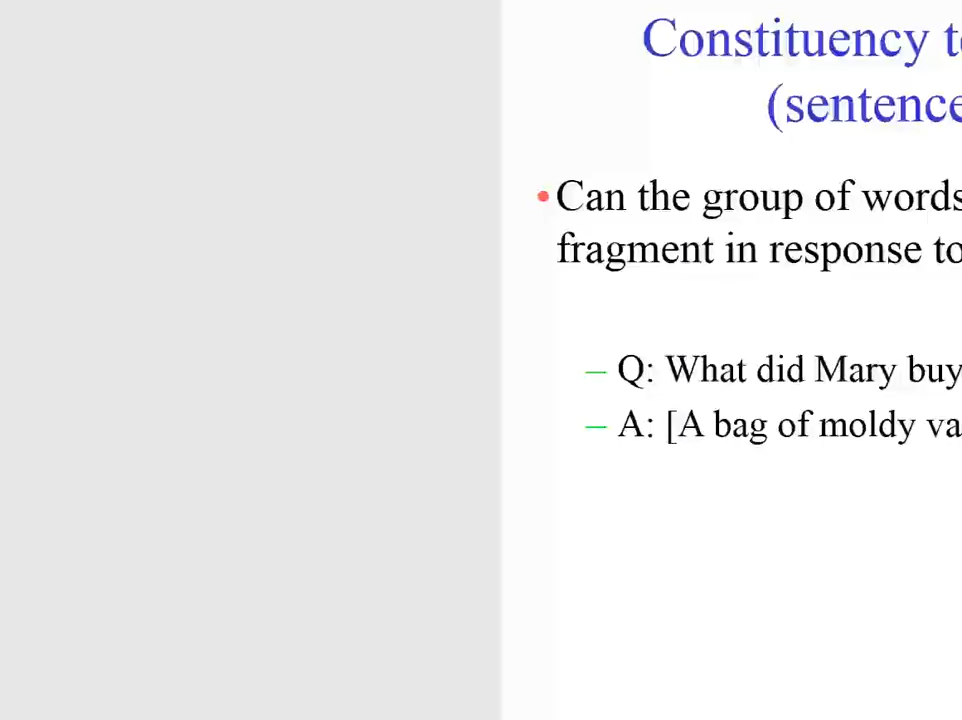 Constituency t
(sentence
• Can the group of words
fragment in response to
– Q: What did Mary buy
– A: [A bag of moldy va